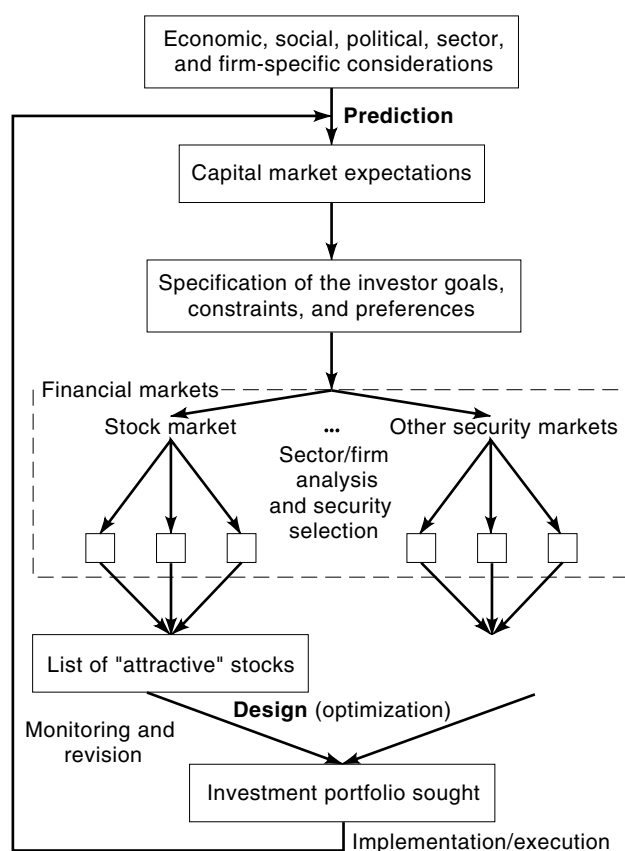 Economic, social, political, sector,
and firm-specific considerations
Prediction
Capital market expectations
Specification of the investor goals,
constraints, and preferences
Financial markets
Stock market
...
Other security markets
Sector/firm
analysis
and security
selection
List of "attractive" stocks
Design (optimization)
Monitoring and
revision
Investment portfolio sought
Implementation/execution